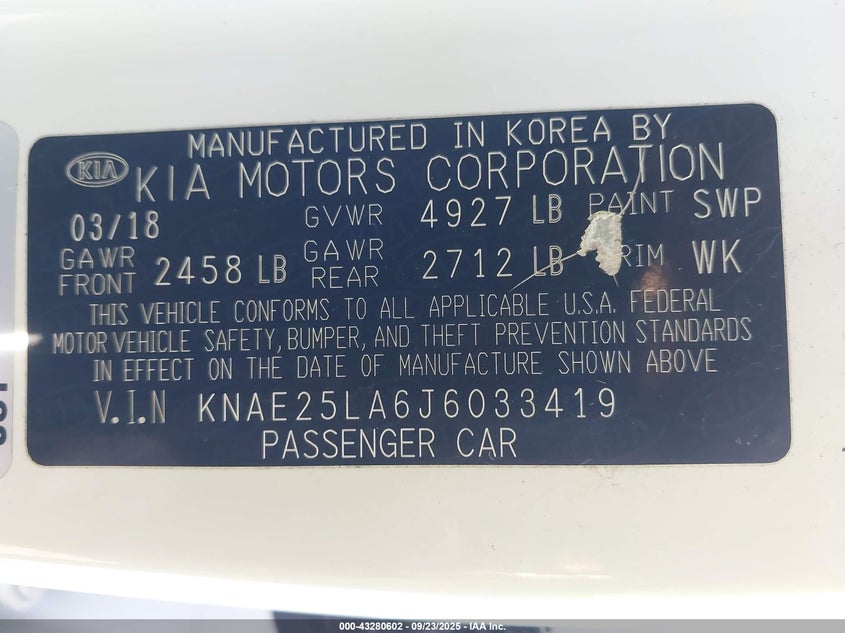 MANUFACTURED IN KOREA BY
KIA KIA MOTORS CORPORATION
03/18 GVWR 4927 LB PAINT SWP
GAWR FRONT 2458 LB GAWR REAR 2712 LB WK
THIS VEHICLE CONFORMS TO ALL APPLICABLE U.S.A. FEDERAL
MOTOR VEHICLE SAFETY, BUMPER, AND THEFT PREVENTION STANDARDS
IN EFFECT ON THE DATE OF MANUFACTURE SHOWN ABOVE
V.I.N KNAE25LA6J6033419
PASSENGER CAR
000-43280602 - 09/23/2025 - IAA Inc.